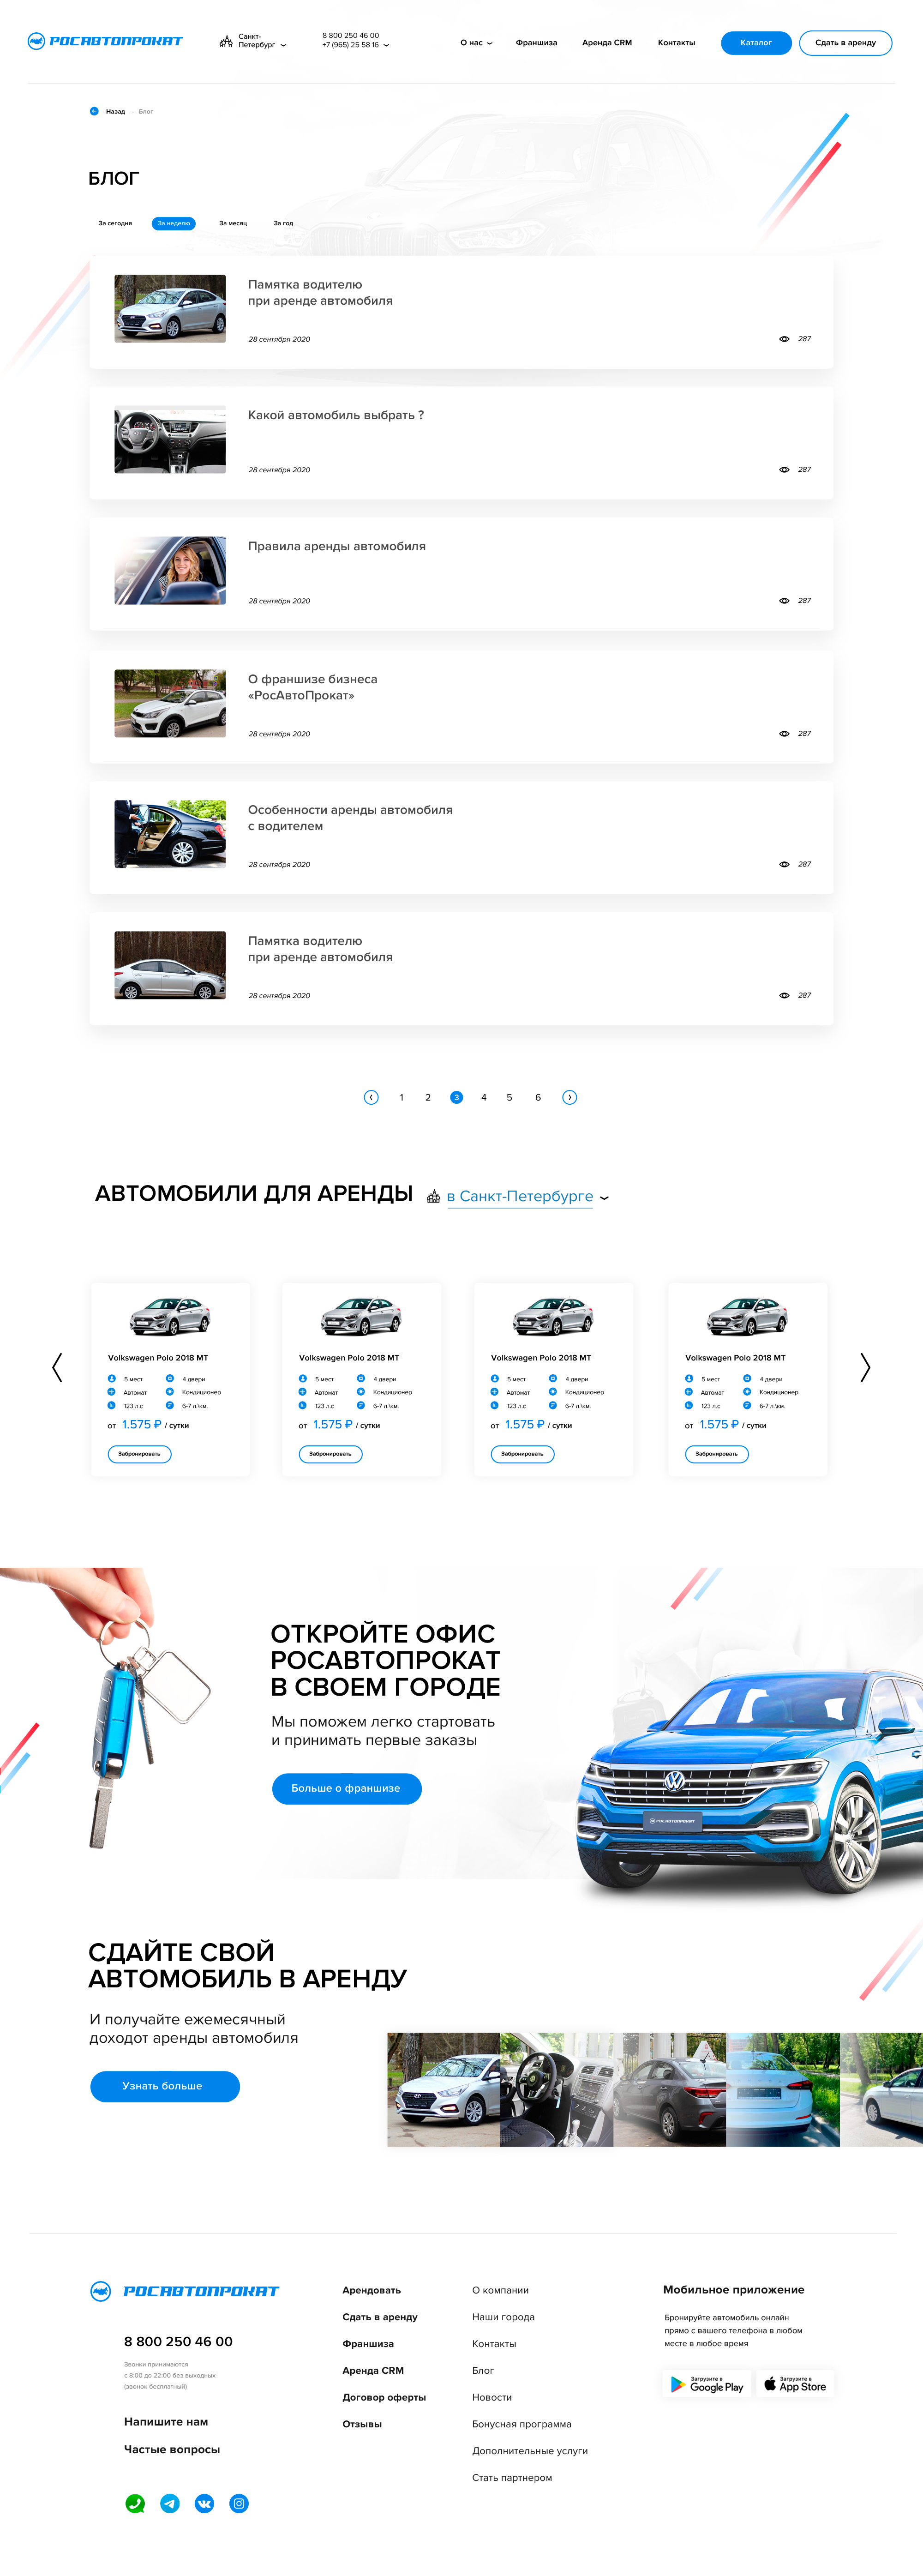 РОСАВТОПРОКАТ
Санкт-
Петербург
8 800 250 46 00
+7 (965) 25 58 16
О нас
Франшиза
Аренда CRM
Контакты
Каталог
Сдать в аренду
Назад - Блог
БЛОГ
За сегодня
За неделю
За месяц
За год
Памятка водителю
при аренде автомобиля
28 сентября 2020
287
Какой автомобиль выбрать ?
28 сентября 2020
287
Правила аренды автомобиля
28 сентября 2020
287
О франшизе бизнеса
«РосАвтоПрокат»
28 сентября 2020
287
Особенности аренды автомобиля
с водителем
28 сентября 2020
287
Памятка водителю
при аренде автомобиля
28 сентября 2020
287
1 2 3 4 5 6
АВТОМОБИЛИ ДЛЯ АРЕНДЫ в Санкт-Петербурге
Volkswagen Polo 2018 MT
5 мест
4 двери
Автомат
Кондиционер
123 л.с
6-7 л.\км.
от 1.575 ₽ / сутки
Забронировать
Volkswagen Polo 2018 MT
5 мест
4 двери
Автомат
Кондиционер
123 л.с
6-7 л.\км.
от 1.575 ₽ / сутки
Забронировать
Volkswagen Polo 2018 MT
5 мест
4 двери
Автомат
Кондиционер
123 л.с
6-7 л.\км.
от 1.575 ₽ / сутки
Забронировать
Volkswagen Polo 2018 MT
5 мест
4 двери
Автомат
Кондиционер
123 л.с
6-7 л.\км.
от 1.575 ₽ / сутки
Забронировать
ОТКРОЙТЕ ОФИС
РОСАВТОПРОКАТ
В СВОЕМ ГОРОДЕ
Мы поможем легко стартовать
и принимать первые заказы
Больше о франшизе
РОСАВТОПРОКАТ
СДАЙТЕ СВОЙ
АВТОМОБИЛЬ В АРЕНДУ
И получайте ежемесячный
доходот аренды автомобиля
Узнать больше
РОСАВТОПРОКАТ
8 800 250 46 00
Звонки принимаются
с 8:00 до 22:00 без выходных
(звонок бесплатный)
Напишите нам
Частые вопросы
Арендовать
Сдать в аренду
Франшиза
Аренда CRM
Договор оферты
Отзывы
О компании
Наши города
Контакты
Блог
Новости
Бонусная программа
Дополнительные услуги
Стать партнером
Мобильное приложение
Бронируйте автомобиль онлайн
прямо с вашего телефона в любом
месте в любое время
Загрузите в
Google Play
Загрузите в
App Store